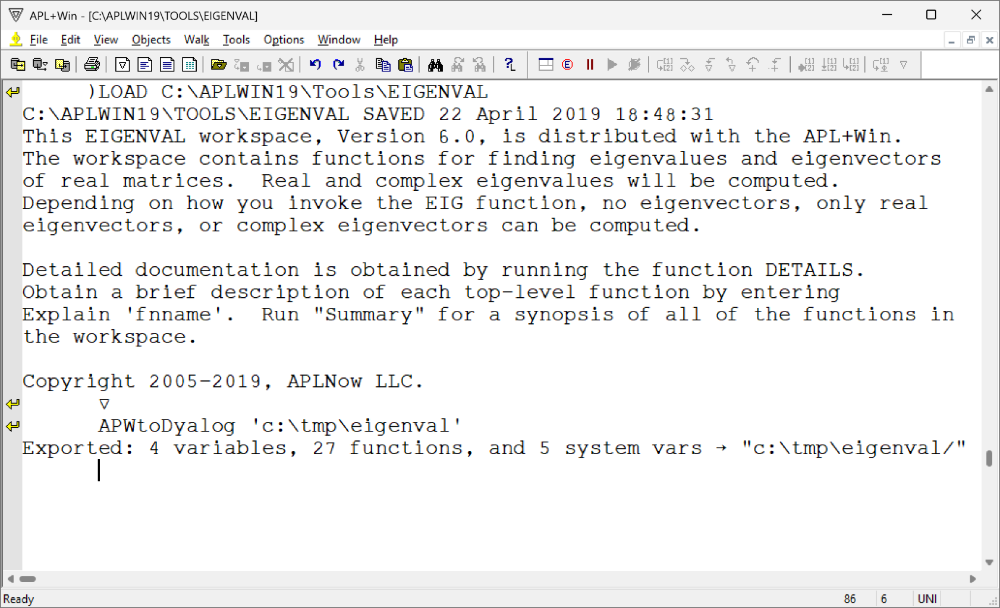 APL+Win - [C:\APLWIN19\TOOLS\EIGENVAL]
File Edit View Objects Walk Tools Options Window Help
)LOAD C:\APLWIN19\Tools\EIGENVAL
C:\APLWIN19\TOOLS\EIGENVAL SAVED 22 April 2019 18:48:31
This EIGENVAL workspace, Version 6.0, is distributed with the APL+Win.
The workspace contains functions for finding eigenvalues and eigenvectors
of real matrices.  Real and complex eigenvalues will be computed.
Depending on how you invoke the EIG function, no eigenvectors, only real
eigenvectors, or complex eigenvectors can be computed.
Detailed documentation is obtained by running the function DETAILS.
Obtain a brief description of each top-level function by entering
Explain 'fnname'.  Run "Summary" for a synopsis of all of the functions in
the workspace.
Copyright 2005-2019, APLNow LLC.
∇
APWtoDyalog 'c:\tmp\eigenval'
Exported: 4 variables, 27 functions, and 5 system vars → "c:\tmp\eigenval/"
Ready 86 6 UNI